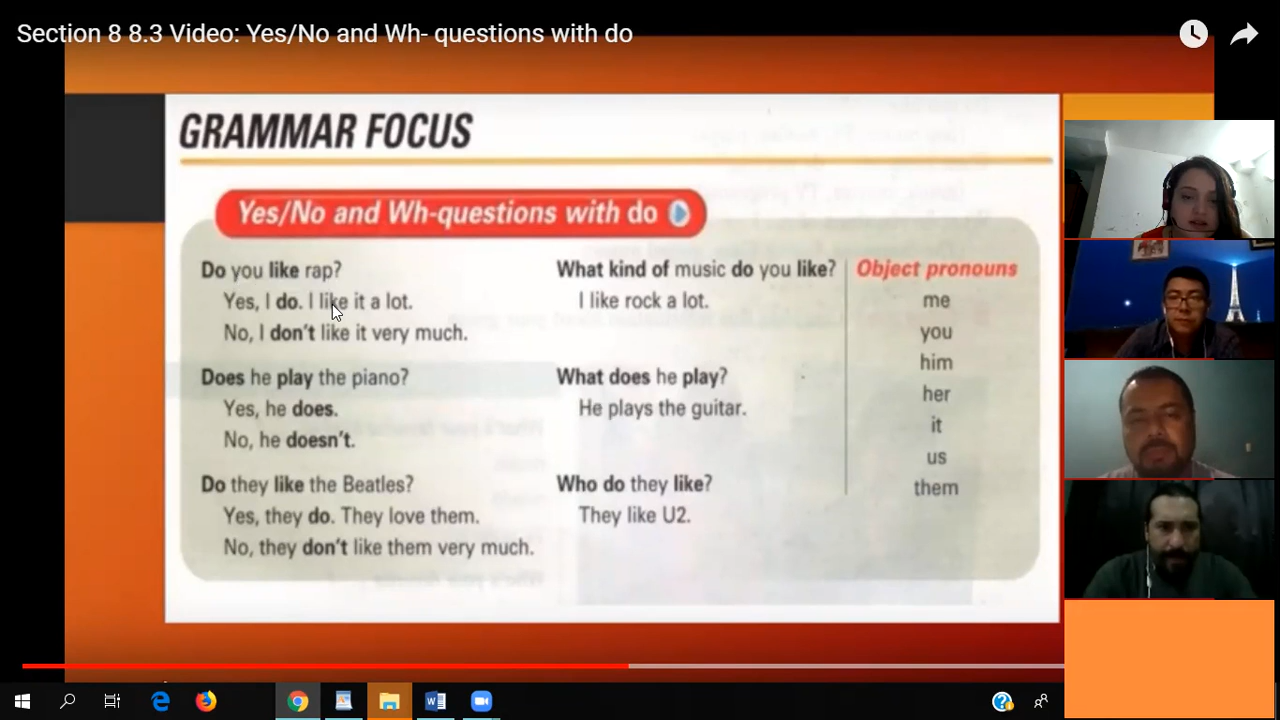 Section 8 8.3 Video: Yes/No and Wh- questions with do
GRAMMAR FOCUS
Yes/No and Wh-questions with do
Do you like rap?
Yes, I do. I like it a lot.
No, I don't like it very much.
Does he play the piano?
Yes, he does.
No, he doesn't.
Do they like the Beatles?
Yes, they do. They love them.
No, they don't like them very much.
What kind of music do you like?
I like rock a lot.
What does he play?
He plays the guitar.
Who do they like?
They like U2.
Object pronouns
me
you
him
her
it
us
them